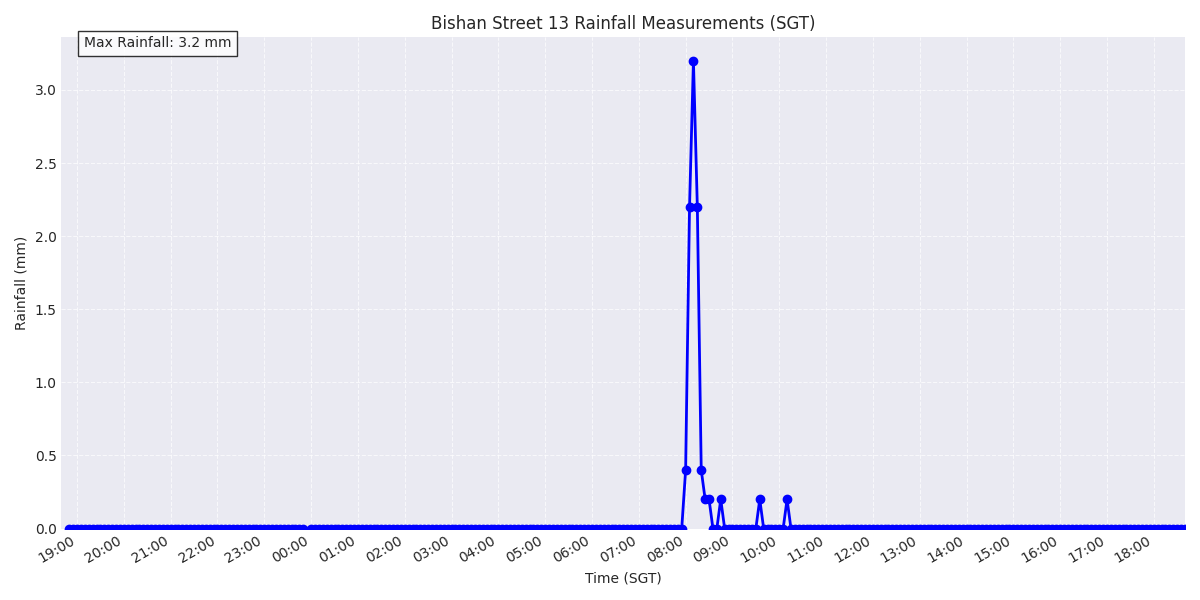 Bishan Street 13 Rainfall Measurements (SGT)
Max Rainfall: 3.2 mm
Rainfall (mm)
3.0
2.5
2.0
1.5
1.0
0.5
0.0
19:00 20:00 21:00 22:00 23:00 00:00 01:00 02:00 03:00 04:00 05:00 06:00 07:00 08:00 09:00 10:00 11:00 12:00 13:00 14:00 15:00 16:00 17:00 18:00
Time (SGT)